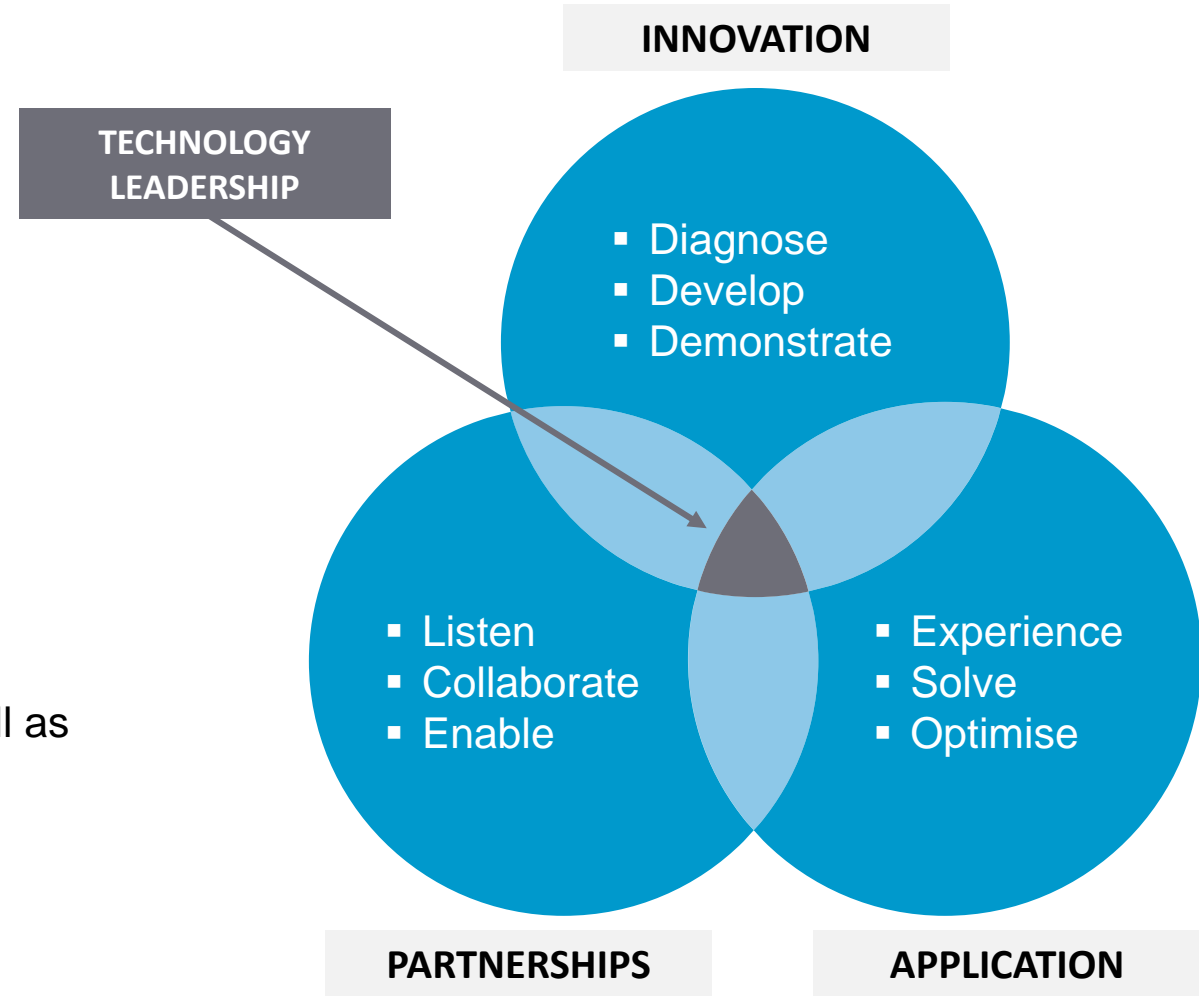 INNOVATION
TECHNOLOGY
LEADERSHIP
▪ Diagnose
▪ Develop
▪ Demonstrate
▪ Listen
▪ Collaborate
▪ Enable
▪ Experience
▪ Solve
▪ Optimise
as
PARTNERSHIPS
APPLICATION